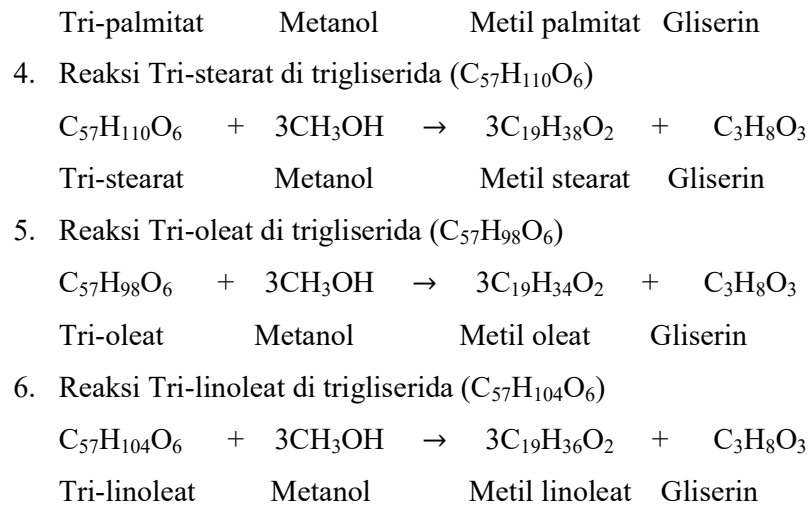 Tri-palmitat Metanol Metil palmitat Gliserin
4. Reaksi Tri-stearat di trigliserida (C₅₇H₁₁₀O₆)
C₅₇H₁₁₀O₆ + 3CH₃OH → 3C₁₉H₃₈O₂ + C₃H₈O₃
Tri-stearat Metanol Metil stearat Gliserin
5. Reaksi Tri-oleat di trigliserida (C₅₇H₉₈O₆)
C₅₇H₉₈O₆ + 3CH₃OH → 3C₁₉H₃₄O₂ + C₃H₈O₃
Tri-oleat Metanol Metil oleat Gliserin
6. Reaksi Tri-linoleat di trigliserida (C₅₇H₁₀₄O₆)
C₅₇H₁₀₄O₆ + 3CH₃OH → 3C₁₉H₃₆O₂ + C₃H₈O₃
Tri-linoleat Metanol Metil linoleat Gliserin